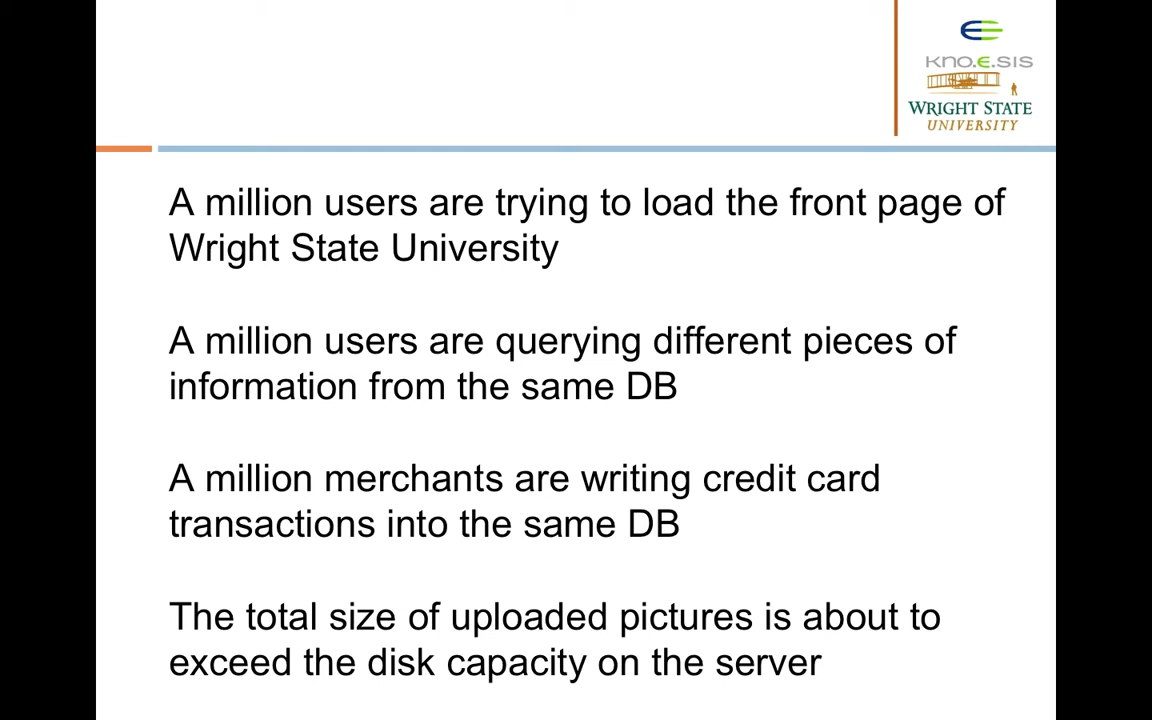 kno.e.sis
WRIGHT STATE
UNIVERSITY
A million users are trying to load the front page of
Wright State University
A million users are querying different pieces of
information from the same DB
A million merchants are writing credit card
transactions into the same DB
The total size of uploaded pictures is about to
exceed the disk capacity on the server